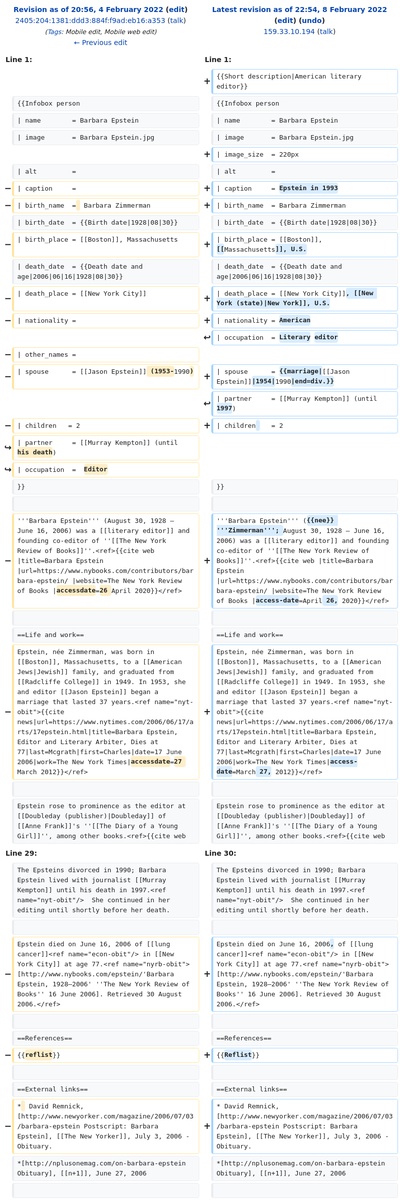 Revision as of 20:56, 4 February 2022 (edit)
2405:204:1381:ddd3:884f:f9ad:eb16:a353 (talk)
(Tags: Mobile edit, Mobile web edit)
← Previous edit
Latest revision as of 22:54, 8 February 2022
(edit) (undo)
159.33.10.194 (talk)
Line 1:
Line 1:
+ {{Short description|American literary
editor}}
{{Infobox person
{{Infobox person
| name = Barbara Epstein
| name = Barbara Epstein
| image = Barbara Epstein.jpg
| image = Barbara Epstein.jpg
+ | image_size = 220px
| alt =
| alt =
− | caption =
+ | caption = Epstein in 1993
− | birth_name = Barbara Zimmerman
+ | birth_name = Barbara Zimmerman
| birth_date = {{Birth date|1928|08|30}}
| birth_date = {{Birth date|1928|08|30}}
− | birth_place = [[Boston]], Massachusetts
+ | birth_place = [[Boston]],
[[Massachusetts]], U.S.
| death_date = {{Death date and
age|2006|06|16|1928|08|30}}
| death_date = {{Death date and
age|2006|06|16|1928|08|30}}
− | death_place = [[New York City]]
+ | death_place = [[New York City]], [[New
York (state)|New York]], U.S.
− | nationality =
+ | nationality = American
| occupation = Literary editor
− | other_names =
− | spouse = [[Jason Epstein]] (1953-1990)
+ | spouse = {{marriage|[[Jason
Epstein]]|1954|1990|end=div.}}
| partner = [[Murray Kempton]] (until
1997)
− | children = 2
+ | children = 2
| partner = [[Murray Kempton]] (until
his death)
| occupation = Editor
}}
}}
− '''Barbara Epstein''' (August 30, 1928 –
June 16, 2006) was a [[literary editor]] and
founding co-editor of ''[[The New York
Review of Books]]''.<ref>{{cite web
|title=Barbara Epstein
|url=https://www.nybooks.com/contributors/bar
bara-epstein/ |website=The New York Review
of Books |accessdate=26 April 2020}}</ref>
+ '''Barbara Epstein''' ({{nee}}
'''Zimmerman'''; August 30, 1928 –
June 16, 2006) was a [[literary editor]] and
founding co-editor of ''[[The New York
Review of Books]]''.<ref>{{cite web |title=Barbara
Epstein
|url=https://www.nybooks.com/contributors/bar
bara-epstein/ |website=The New York Review
of Books |access-date=April 26, 2020}}</ref>
==Life and work==
==Life and work==
− Epstein, née Zimmerman, was born in
[[Boston]], Massachusetts, to a [[American
Jews|Jewish]] family, and graduated from
[[Radcliffe College]] in 1949. In 1953, she
and editor [[Jason Epstein]] began a
marriage that lasted 37 years.<ref name="nyt-
obit">{{cite
news|url=https://www.nytimes.com/2006/06/17/a
rts/17epstein.html|title=Barbara Epstein,
Editor and Literary Arbiter, Dies at
77|last=Mcgrath|first=Charles|date=17 June
2006|work=The New York Times|accessdate=27
March 2012}}</ref>
+ Epstein, née Zimmerman, was born in
[[Boston]], Massachusetts, to a [[American
Jews|Jewish]] family, and graduated from
[[Radcliffe College]] in 1949. In 1953, she
and editor [[Jason Epstein]] began a
marriage that lasted 37 years.<ref name="nyt-
obit">{{cite
news|url=https://www.nytimes.com/2006/06/17/a
rts/17epstein.html|title=Barbara Epstein,
Editor and Literary Arbiter, Dies at
77|last=Mcgrath|first=Charles|date=17 June
2006|work=The New York Times|access-
date=March 27, 2012}}</ref>
Epstein rose to prominence as the editor at
[[Doubleday (publisher)|Doubleday]] of
[[Anne Frank]]'s ''[[The Diary of a Young
Girl]]'', among other books.<ref>{{cite web
Epstein rose to prominence as the editor at
[[Doubleday (publisher)|Doubleday]] of
[[Anne Frank]]'s ''[[The Diary of a Young
Girl]]'', among other books.<ref>{{cite web
Line 29:
Line 30:
The Epsteins divorced in 1990; Barbara
Epstein lived with journalist [[Murray
Kempton]] until his death in 1997.<ref
name="nyt-obit"/> She continued in her
editing until shortly before her death.
The Epsteins divorced in 1990; Barbara
Epstein lived with journalist [[Murray
Kempton]] until his death in 1997.<ref
name="nyt-obit"/> She continued in her
editing until shortly before her death.
− Epstein died on June 16, 2006 of [[lung
cancer]]<ref name="econ-obit"/> in [[New
York City]] at age 77.<ref name="nyrb-obit">
[http://www.nybooks.com/epstein/'Barbara
Epstein, 1928–2006' ''The New York Review of
Books'' 16 June 2006]. Retrieved 30 August
2006.</ref>
+ Epstein died on June 16, 2006, of [[lung
cancer]]<ref name="econ-obit"/> in [[New
York City]] at age 77.<ref name="nyrb-obit">
[http://www.nybooks.com/epstein/'Barbara
Epstein, 1928–2006' ''The New York Review of
Books'' 16 June 2006]. Retrieved 30 August
2006.</ref>
==References==
==References==
− {{reflist}}
+ {{Reflist}}
==External links==
==External links==
− * David Remnick,
[http://www.newyorker.com/magazine/2006/07/03
/barbara-epstein Postscript: Barbara
Epstein], [[The New Yorker]], July 3, 2006 -
Obituary.
+ * David Remnick,
[http://www.newyorker.com/magazine/2006/07/03
/barbara-epstein Postscript: Barbara
Epstein], [[The New Yorker]], July 3, 2006 -
Obituary.
*[http://nplusonemag.com/on-barbara-epstein
Obituary], [[n+1]], June 27, 2006
*[http://nplusonemag.com/on-barbara-epstein
Obituary], [[n+1]], June 27, 2006